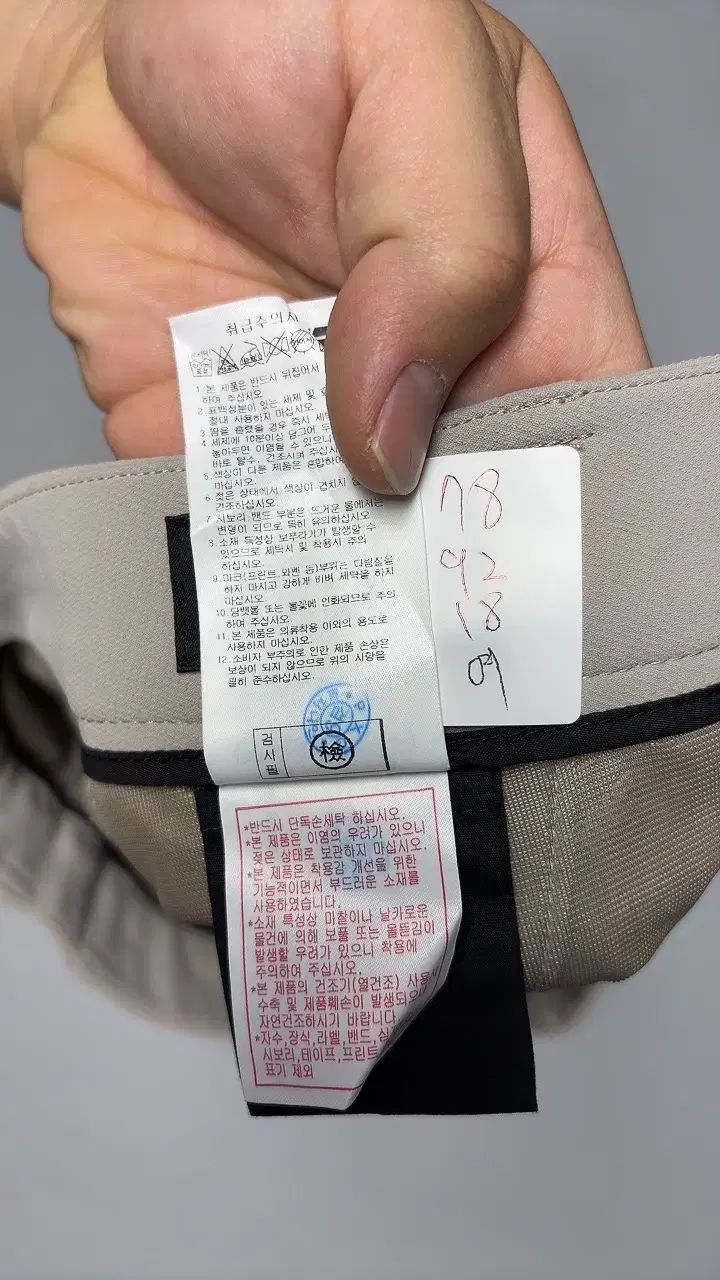 취급주의사
1. 본 제품은 반드시 뒤집어서
하여 주십시오
2. 표백성분이 있는 세제 및
절대 사용하지 마십시오
3. 땀을 흘렸을 경우 즉시
4. 세제에 10분이상 담그어
놓아두면 이염될 수 있으니
바로 탈수, 건조시켜 주십시오
5. 색상이 다른 제품은 혼합하여
마십시오
6. 젖은 상태에서 색상이 겹치지
건조하십시오
7. 시보리, 밴드 부분은 뜨거운 물에서는
변형이 되므로 특히 유의하십시오
8. 소재 특성상 보푸라기가 발생할 수
있으므로 세탁시 및 착용시 주의
하십시오.
9. 마크(프린트, 와벤 등)부위는 다림질을
하지 마시고 강하게 비벼 세탁을 하지
마십시오
10. 담뱃불 또는 불꽃에 인화되므로 주의
하여 주십시오.
11. 본 제품은 의류착용 이외의 용도로
사용하지 마십시오.
12. 소비자 부주의로 인한 제품 손상은
보상이 되지 않으므로 위의 사항을
필히 준수하십시오.
검사필
檢
78
92
18
*반드시 단독손세탁 하십시오.
*본 제품은 이염의 우려가 있으니
젖은 상태로 보관하지 마십시오.
*본 제품은 착용감 개선을 위한
기능적이면서 부드러운 소재를
사용하였습니다.
*소재 특성상 마찰이나 날카로운
물건에 의해 보풀 또는 올뜯김이
발생할 우려가 있으니 착용에
주의하여 주십시오.
*본 제품의 건조기(열건조) 사용
수축 및 제품훼손이 발생되오
자연건조하시기 바랍니다
*자수,장식,라벨,밴드,심
시보리,테이프,프린트
표기 제외